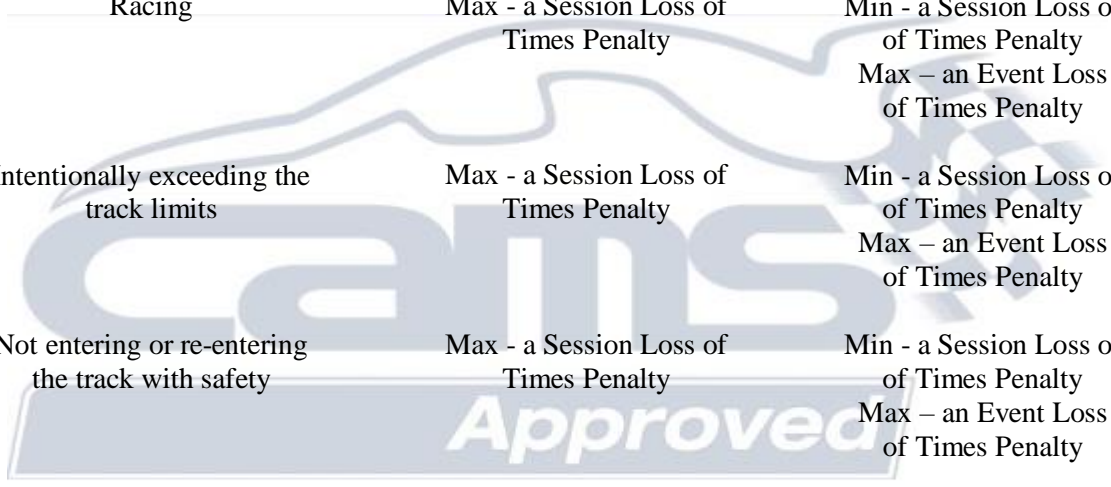 Racing
Max - a Session Loss of
Times Penalty
Min - a Session Loss o
of Times Penalty
Max – an Event Loss
of Times Penalty
ntentionally exceeding the
track limits
Max - a Session Loss of
Times Penalty
Min - a Session Loss o
of Times Penalty
Max – an Event Loss
of Times Penalty
Not entering or re-entering
the track with safety
Max - a Session Loss of
Times Penalty
Min - a Session Loss o
of Times Penalty
Max – an Event Loss
of Times Penalty
cams
Approved